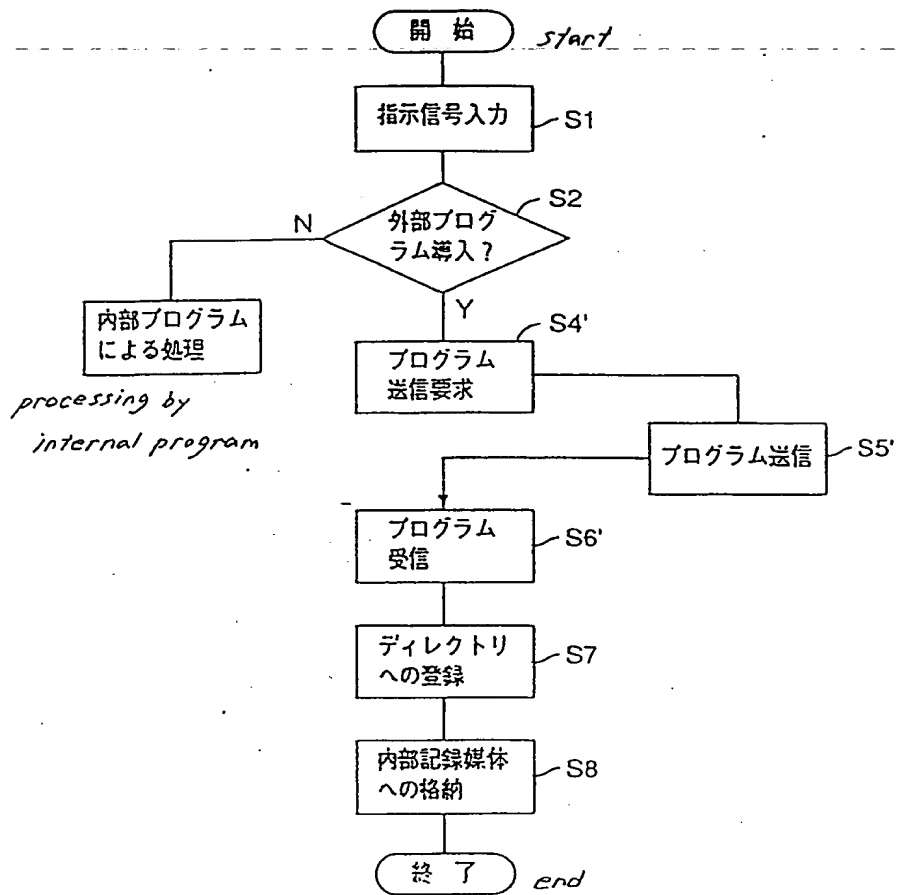 開 始
start
指示信号入力
S1
S2
外部プログ
ラム導入?
N
Y
内部プログラム
による処理
processing by
internal program
S4'
プログラム
送信要求
プログラム送信
S5'
プログラム
受信
S6'
ディレクトリ
への登録
S7
内部記録媒体
への格納
S8
終 了
end